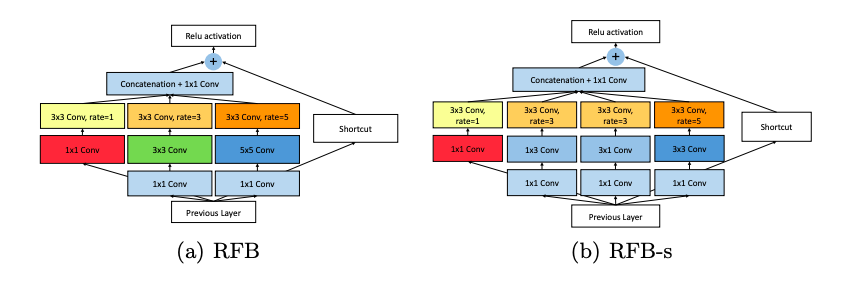 Relu activation
+
Concatenation + 1x1 Conv
3x3 Conv, rate=1
3x3 Conv, rate=3
3x3 Conv, rate=5
Shortcut
1x1 Conv
3x3 Conv
5x5 Conv
1x1 Conv
1x1 Conv
Previous Layer
(a) RFB
Relu activation
+
Concatenation + 1x1 Conv
3x3 Conv,
rate=1
3x3 Conv,
rate=3
3x3 Conv,
rate=3
3x3 Conv,
rate=5
Shortcut
1x1 Conv
1x3 Conv
3x1 Conv
3x3 Conv
1x1 Conv
1x1 Conv
1x1 Conv
Previous Layer
(b) RFB-s